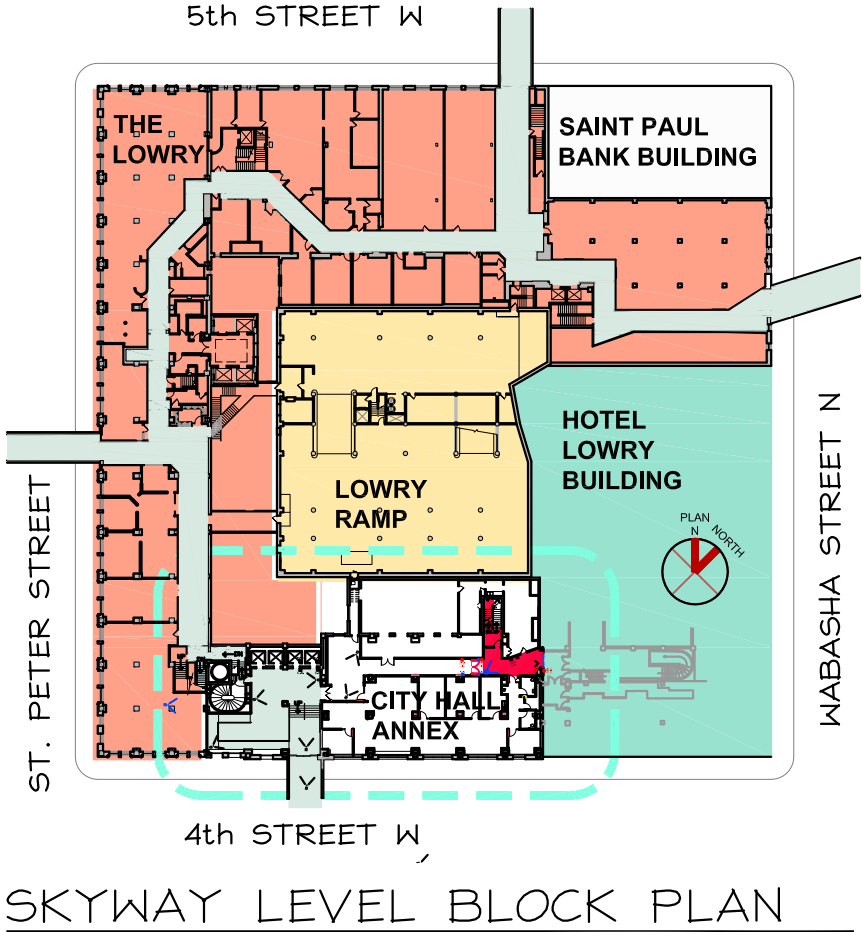 5th STREET W
THE
LOWRY
SAINT PAUL
BANK BUILDING
HOTEL
LOWRY
BUILDING
LOWRY
RAMP
PLAN
N
NORTH
ST. PETER STREET
WABASHA STREET N
CITY HALL
ANNEX
4th STREET W
SKYWAY LEVEL BLOCK PLAN